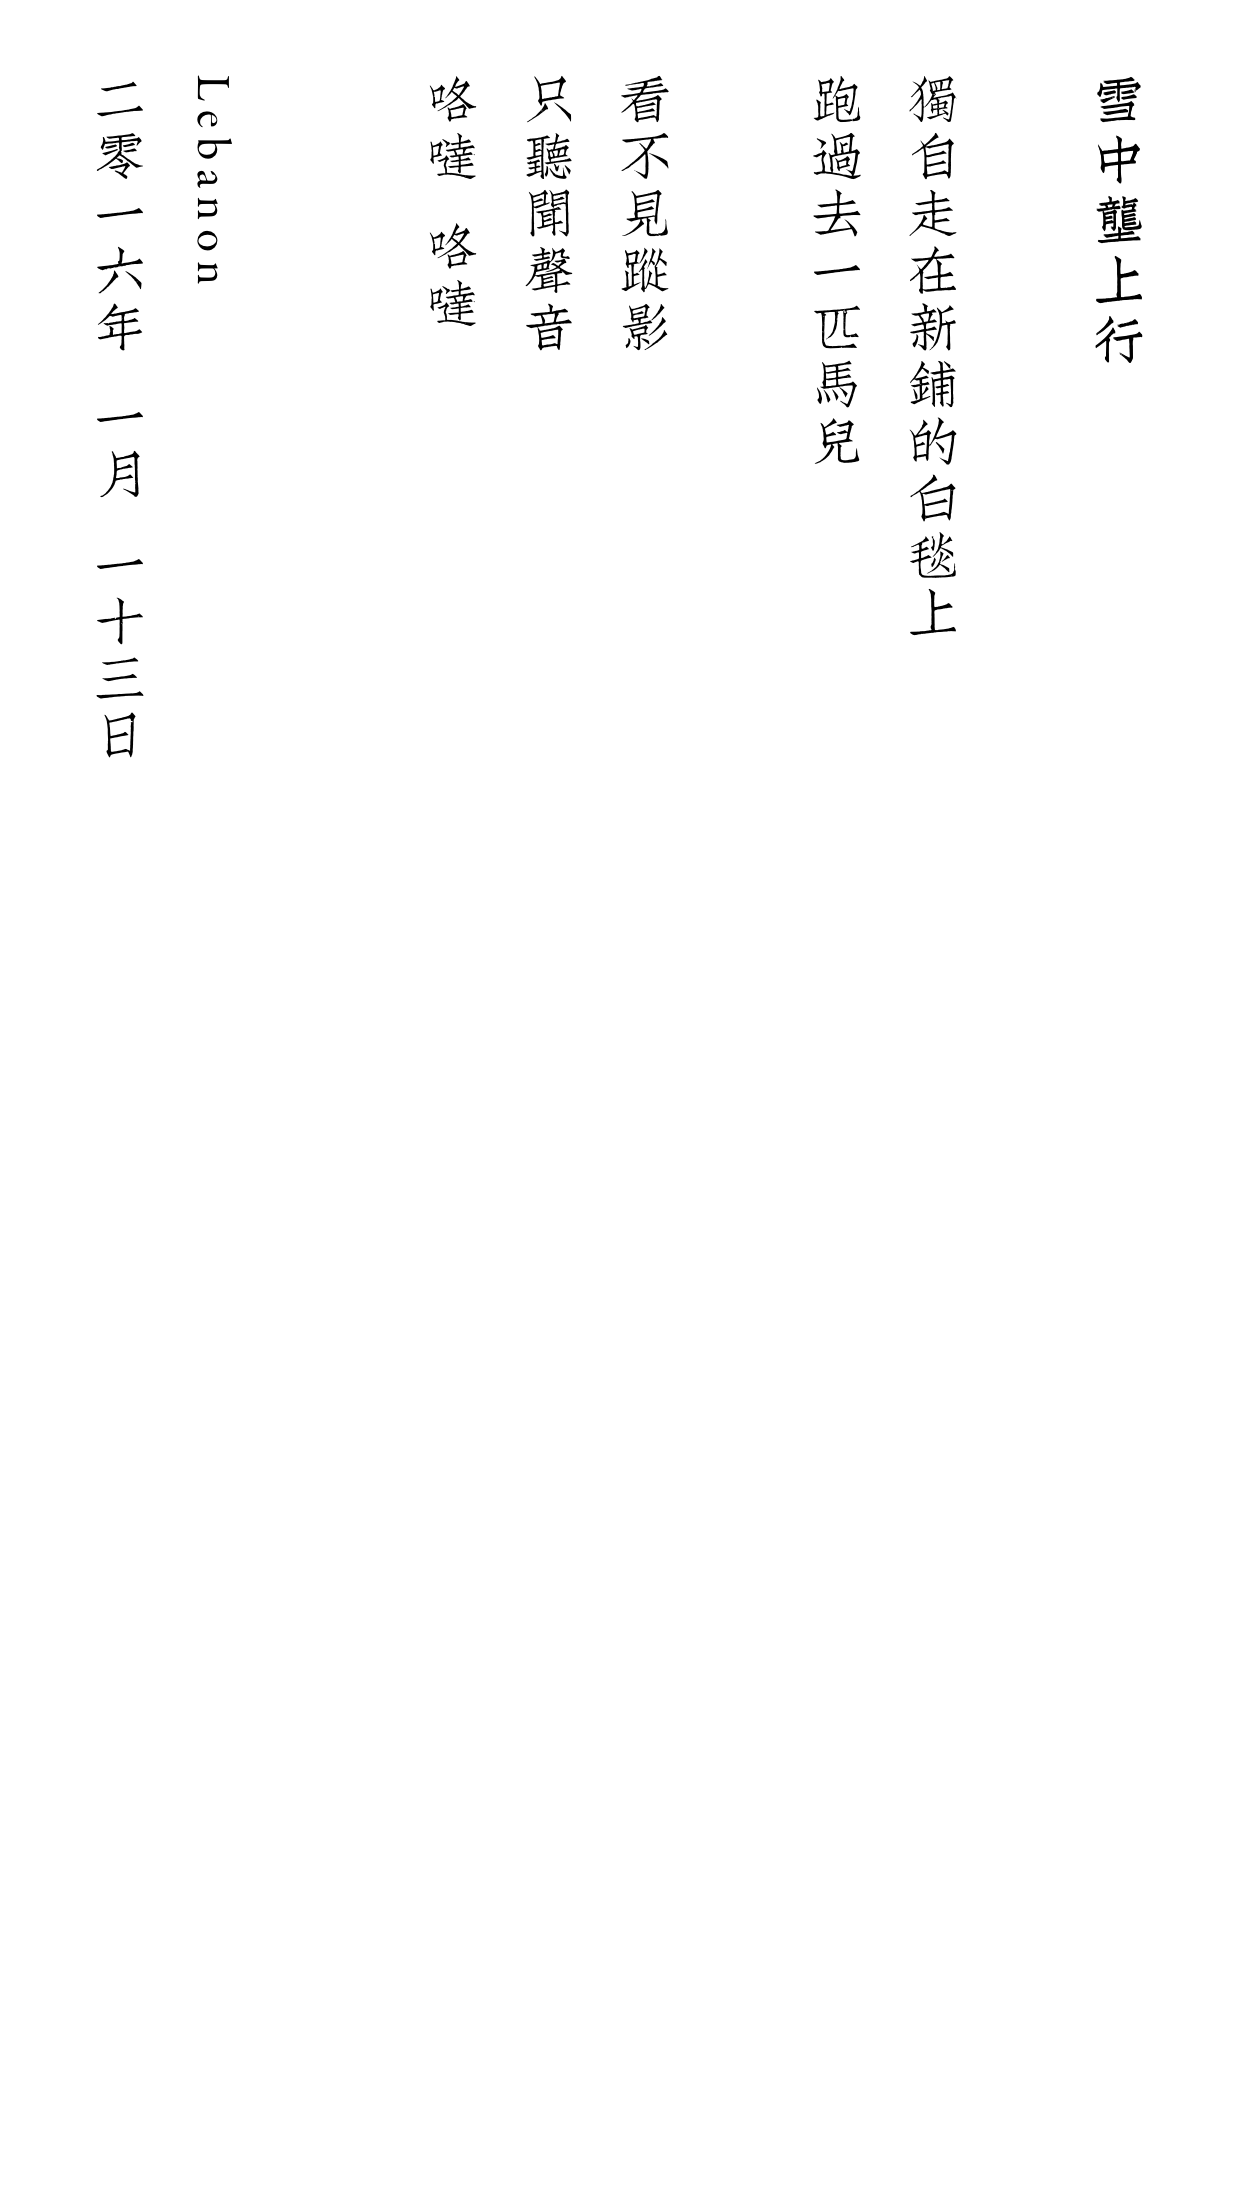 雪中壟上行
獨自走在新鋪的白毯上
跑過去一匹馬兒
看不見蹤影
只聽聞聲音
咯噠　咯噠
Lebanon
二零一六年　一月　一十三日